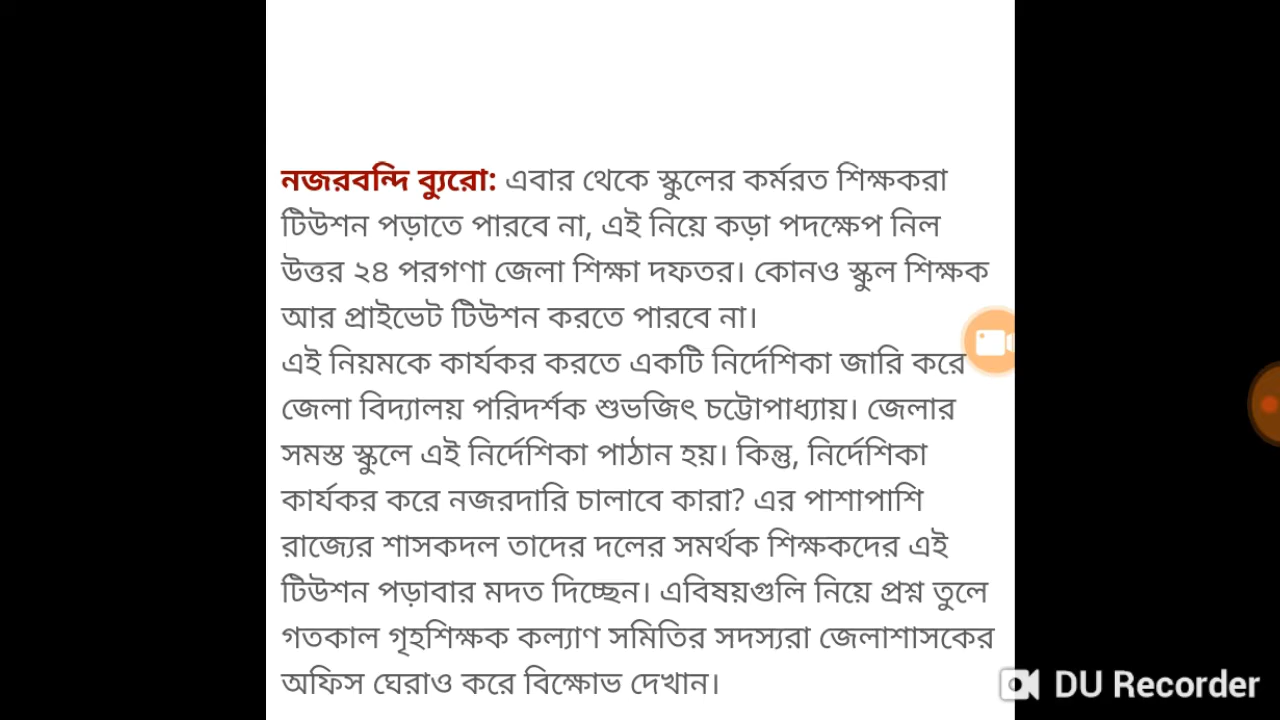 নজরবন্দি ব্যুরো: এবার থেকে স্কুলের কর্মরত শিক্ষকরা
টিউশন পড়াতে পারবে না, এই নিয়ে কড়া পদক্ষেপ নিল
উত্তর ২৪ পরগণা জেলা শিক্ষা দফতর। কোনও স্কুল শিক্ষক
আর প্রাইভেট টিউশন করতে পারবে না।
এই নিয়মকে কার্যকর করতে একটি নির্দেশিকা জারি করে
জেলা বিদ্যালয় পরিদর্শক শুভজিৎ চট্টোপাধ্যায়। জেলার
সমস্ত স্কুলে এই নির্দেশিকা পাঠান হয়। কিন্তু, নির্দেশিকা
কার্যকর করে নজরদারি চালাবে কারা? এর পাশাপাশি
রাজ্যের শাসকদল তাদের দলের সমর্থক শিক্ষকদের এই
টিউশন পড়াবার মদত দিচ্ছেন। এবিষয়গুলি নিয়ে প্রশ্ন তুলে
গতকাল গৃহশিক্ষক কল্যাণ সমিতির সদস্যরা জেলাশাসকের
অফিস ঘেরাও করে বিক্ষোভ দেখান।
DU Recorder